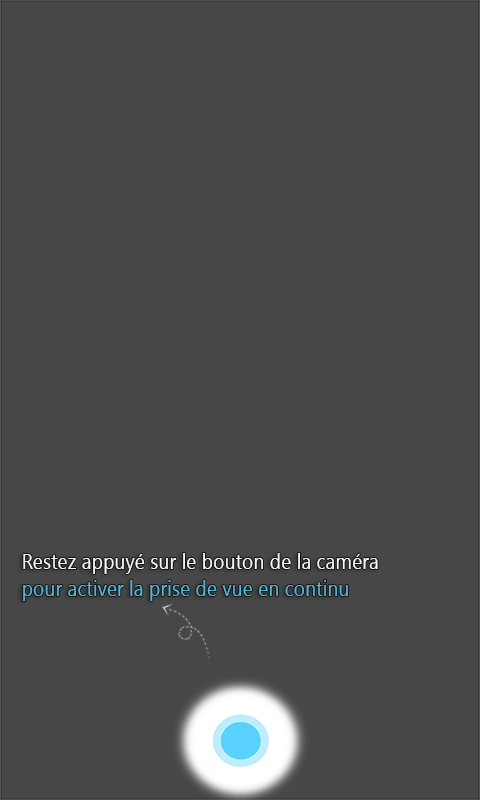 Restez appuyé sur le bouton de la caméra
pour activer la prise de vue en continu